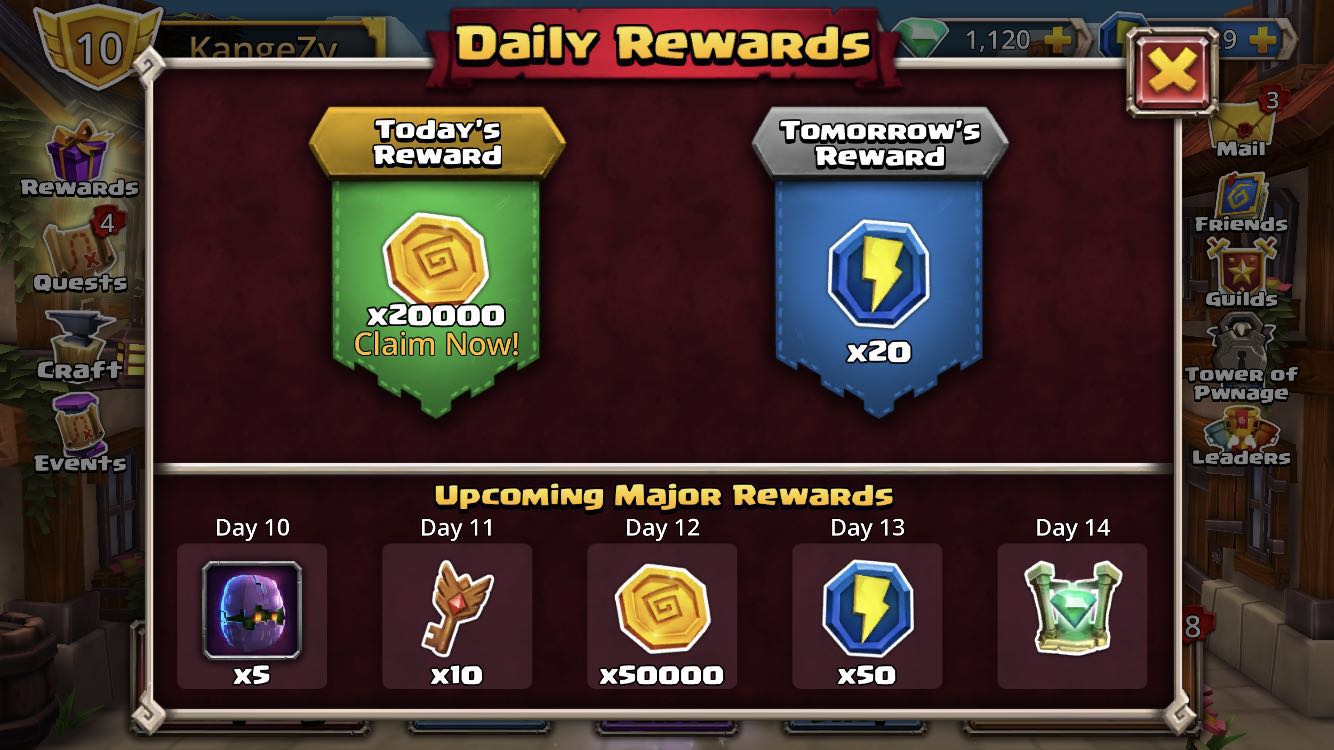 10
KangeZy
Daily Rewards
1,120
9
Today's
Reward
x20000
Claim Now!
Tomorrow's
Reward
x20
Rewards
4
Quests
Craft
Events
3
Mail
Friends
Guilds
Tower of
Pwnage
Leaders
Upcoming Major Rewards
Day 10
Day 11
Day 12
Day 13
Day 14
x5
x10
x50000
x50
8